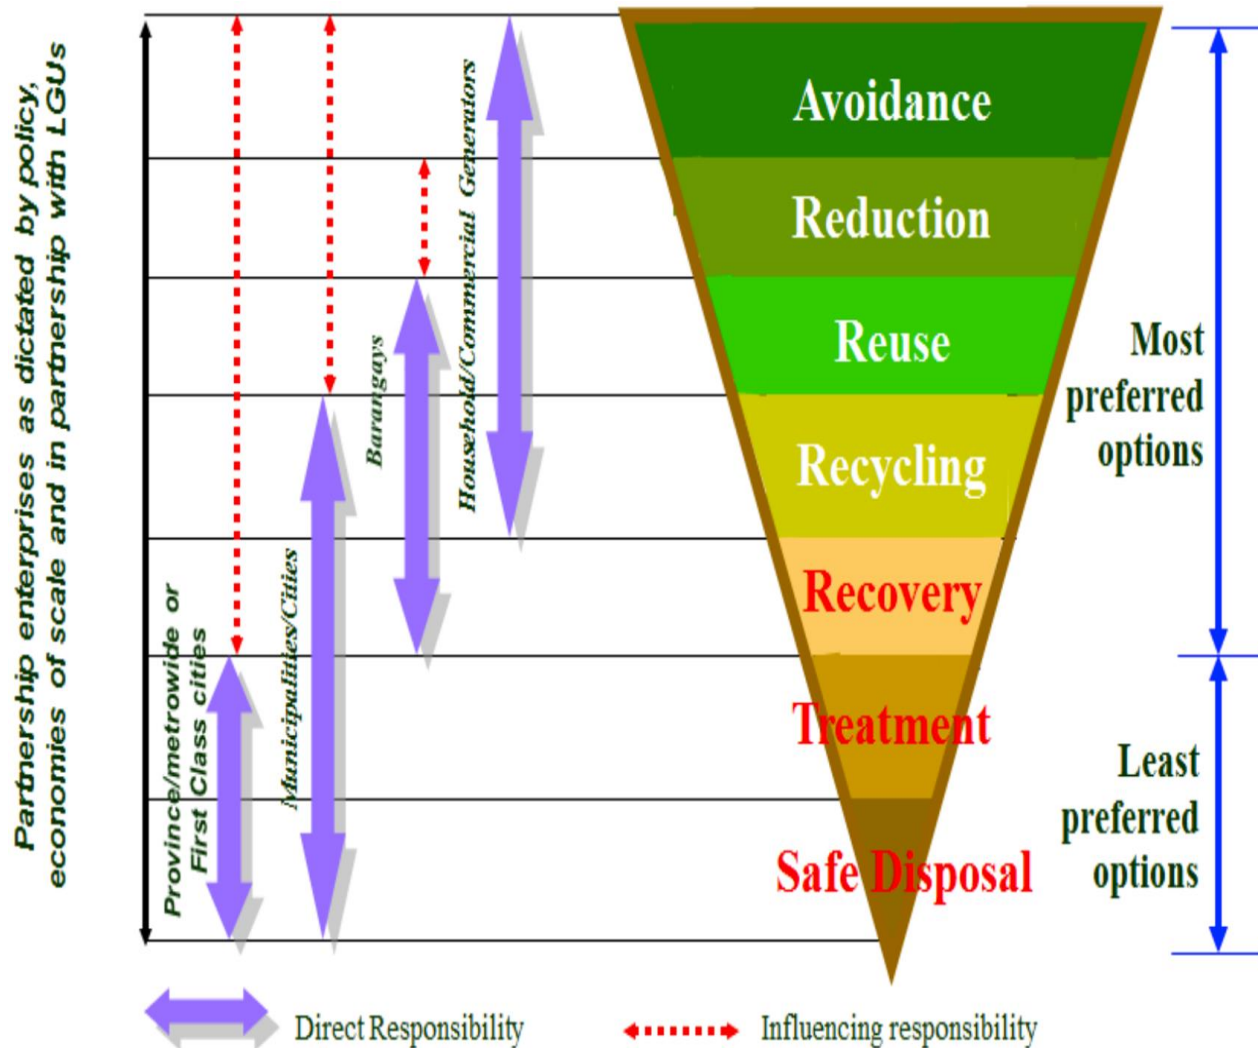 Partnership enterprises as dictated by policy,
economies of scale and in partnership with LGUs
Province/metrowide or
First Class cities
Municipalities/Cities
Barangays
Household/Commercial Generators
Avoidance
Reduction
Reuse
Recycling
Recovery
Treatment
Safe Disposal
Most
preferred
options
Least
preferred
options
Direct Responsibility
Influencing responsibility